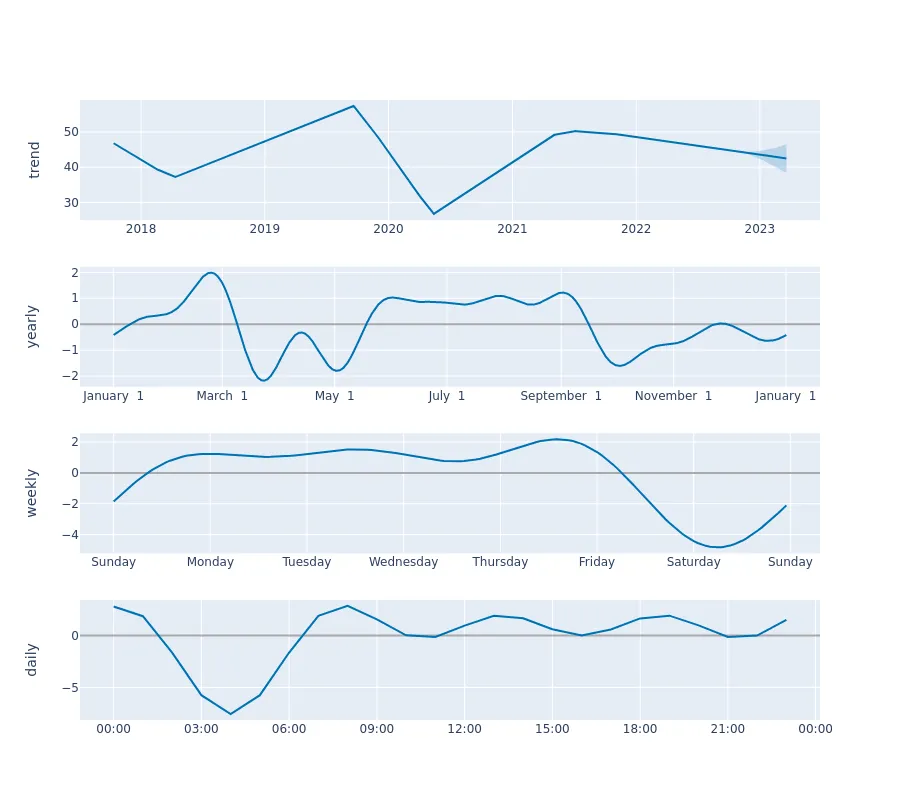 trend
50
40
30
2018 2019 2020 2021 2022 2023
yearly
2
1
0
−1
−2
January 1 March 1 May 1 July 1 September 1 November 1 January 1
weekly
2
0
−2
−4
Sunday Monday Tuesday Wednesday Thursday Friday Saturday Sunday
daily
0
−5
00:00 03:00 06:00 09:00 12:00 15:00 18:00 21:00 00:00